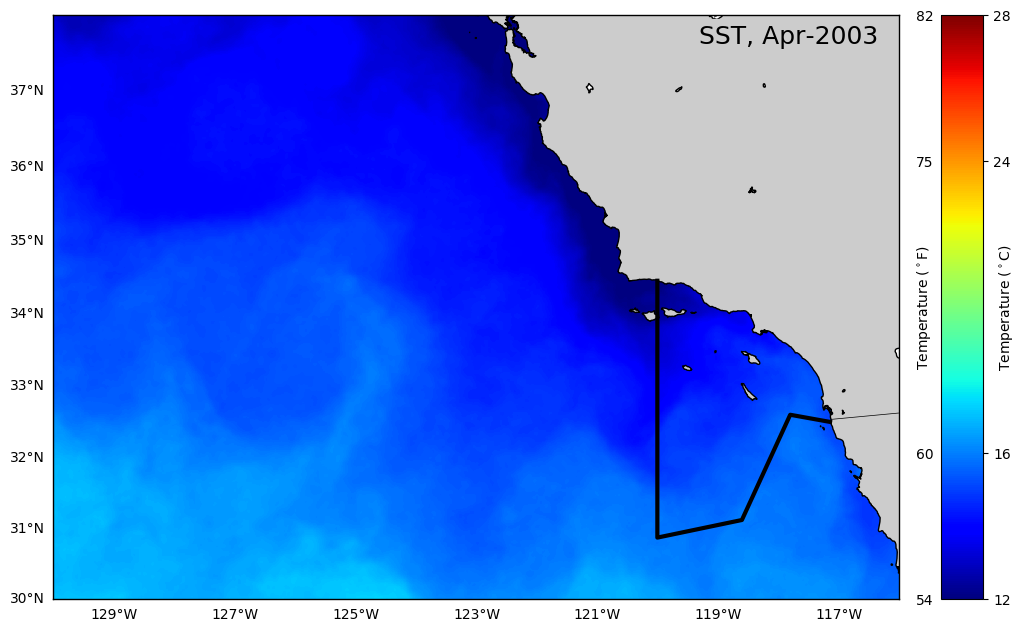 SST, Apr-2003
37°N
36°N
35°N
34°N
33°N
32°N
31°N
30°N
129°W
127°W
125°W
123°W
121°W
119°W
117°W
82
75
60
54
Temperature (°F)
28
24
16
12
Temperature (°C)